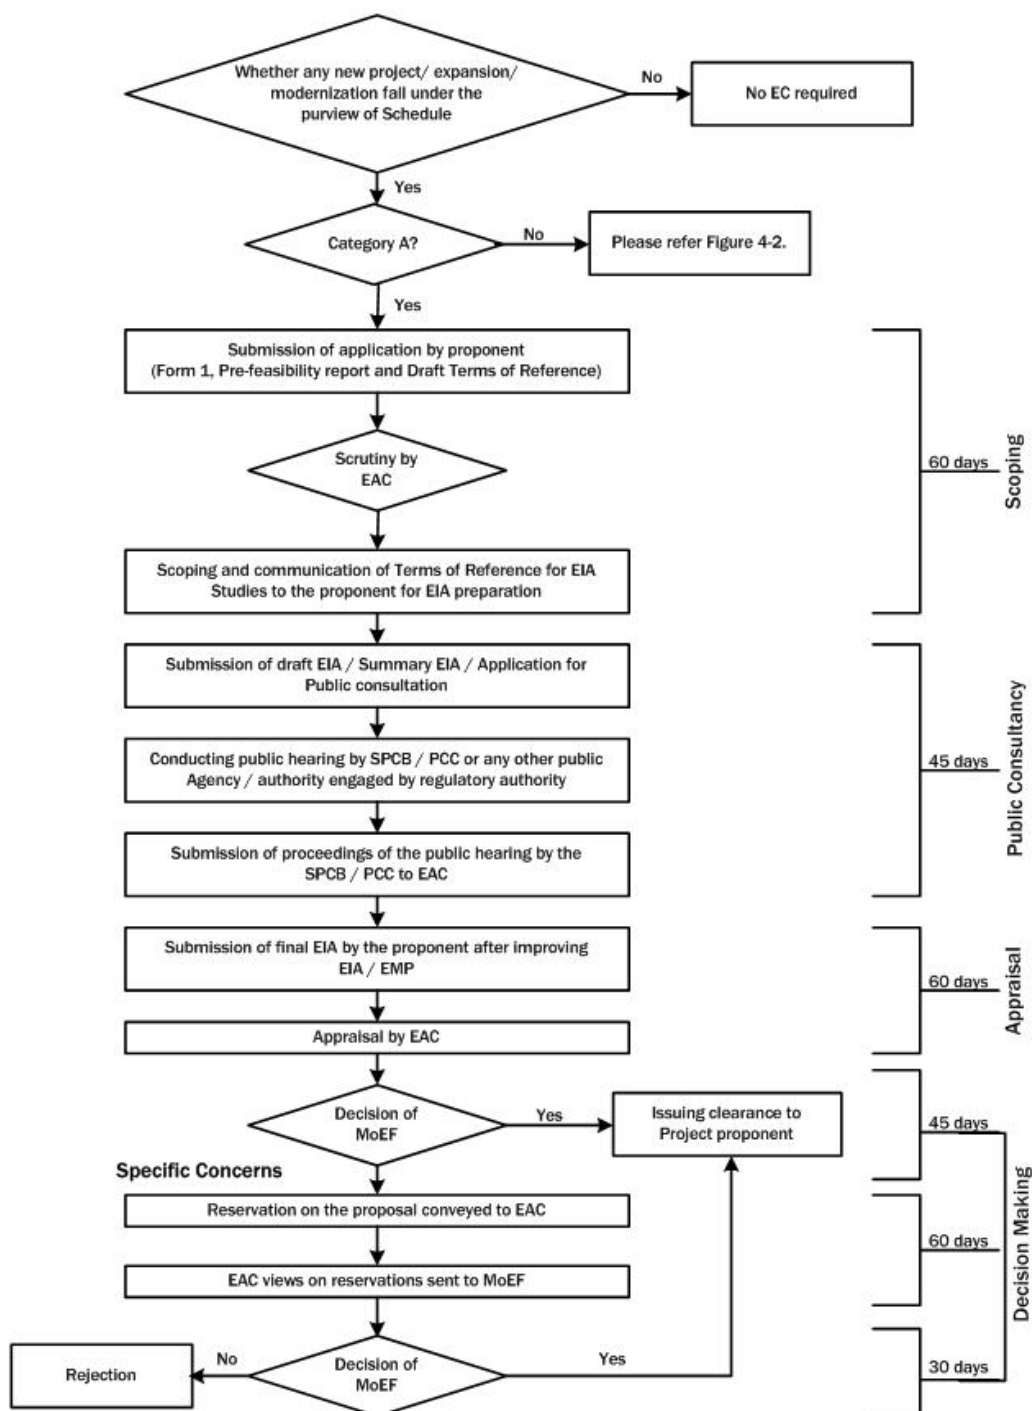 Whether any new project/ expansion/
modernization fall under the
purview of Schedule
No
No EC required
Yes
Category A?
No
Please refer Figure 4-2.
Yes
Submission of application by proponent
(Form 1, Pre-feasibility report and Draft Terms of Reference)
Scrutiny by
EAC
60 days
Scoping
Scoping and communication of Terms of Reference for EIA
Studies to the proponent for EIA preparation
Submission of draft EIA / Summary EIA / Application for
Public consultation
Conducting public hearing by SPCB / PCC or any other public
Agency / authority engaged by regulatory authority
45 days
Public Consultancy
Submission of proceedings of the public hearing by the
SPCB / PCC to EAC
Submission of final EIA by the proponent after improving
EIA / EMP
60 days
Appraisal
Appraisal by EAC
Decision of
MoEF
Yes
Issuing clearance to
Project proponent
45 days
Specific Concerns
Reservation on the proposal conveyed to EAC
60 days
Decision Making
EAC views on reservations sent to MoEF
Rejection
No
Decision of
MoEF
Yes
30 days